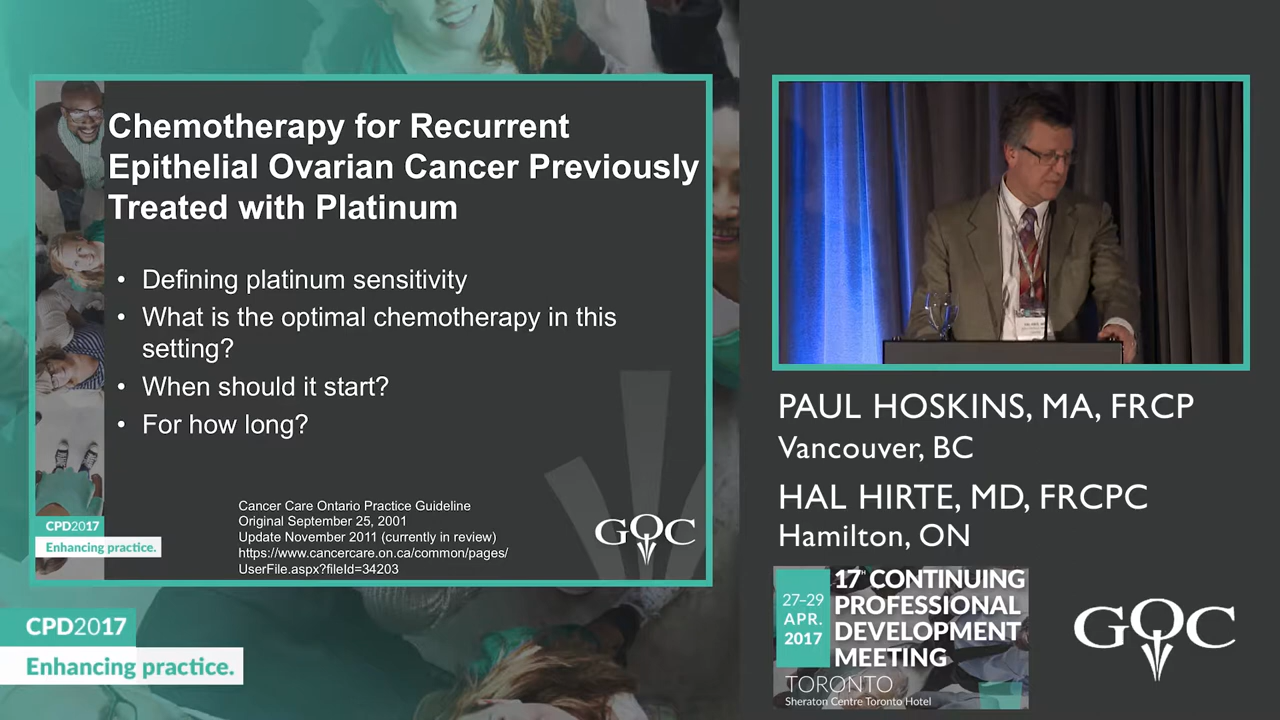 Chemotherapy for Recurrent
Epithelial Ovarian Cancer Previously
Treated with Platinum
• Defining platinum sensitivity
• What is the optimal chemotherapy in this
setting?
• When should it start?
• For how long?
Cancer Care Ontario Practice Guideline
Original September 25, 2001
Update November 2011 (currently in review)
https://www.cancercare.on.ca/common/pages/
UserFile.aspx?fileId=34203
CPD2017
Enhancing practice.
GOC
CPD2017
Enhancing practice.
PAUL HOSKINS, MA, FRCP
Vancouver, BC
HAL HIRTE, MD, FRCPC
Hamilton, ON
27–29
APR.
2017
17TH CONTINUING
PROFESSIONAL
DEVELOPMENT
MEETING
TORONTO
Sheraton Centre Toronto Hotel
GOC